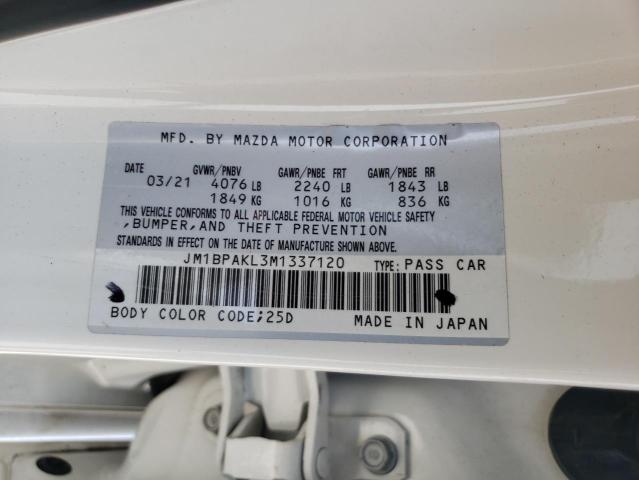 MFD. BY MAZDA MOTOR CORPORATION
DATE GVWR/PNBV GAWR/PNBE FRT GAWR/PNBE RR
03/21 4076 LB 2240 LB 1843 LB
1849 KG 1016 KG 836 KG
THIS VEHICLE CONFORMS TO ALL APPLICABLE FEDERAL MOTOR VEHICLE SAFETY
,BUMPER,AND THEFT PREVENTION
STANDARDS IN EFFECT ON THE DATE OF MANUFACTURE SHOWN ABOVE.
JM1BPAKL3M1337120 TYPE: PASS CAR
BODY COLOR CODE;25D MADE IN JAPAN